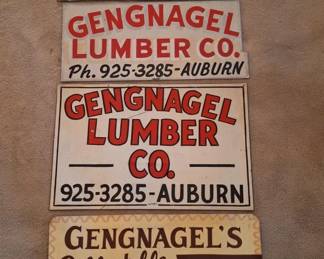 GENGNAGEL
LUMBER CO.
Ph. 925-3285-AUBURN
GENGNAGEL
LUMBER
CO.
925-3285-AUBURN
GENGNAGEL'S